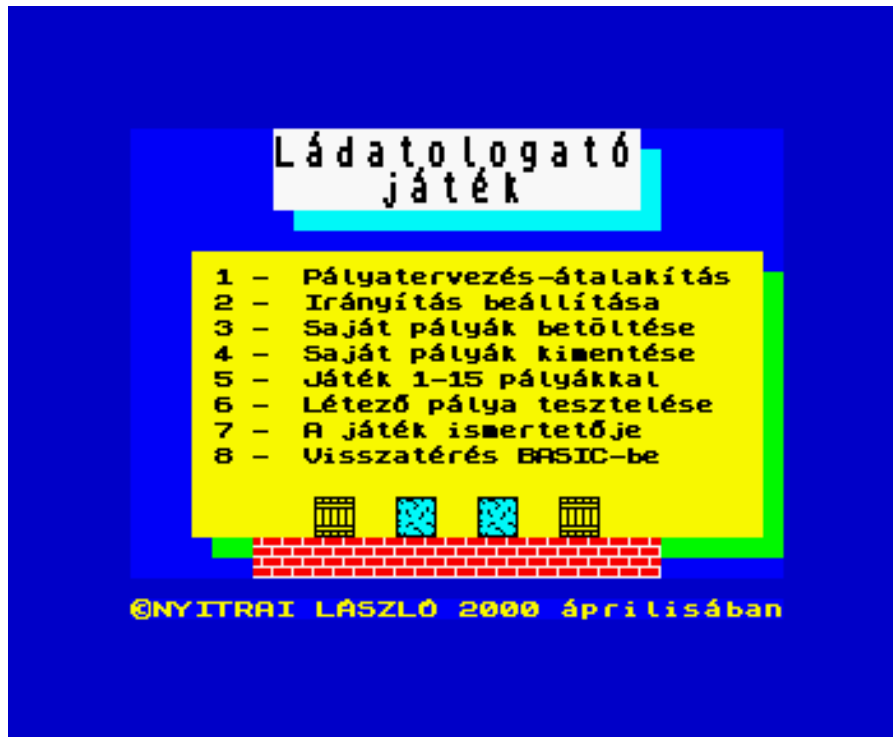 Ládatologató
játék
1 - Pályatervezés-átalakítás
2 - Irányítás beállítása
3 - Saját pályák betöltése
4 - Saját pályák kimentése
5 - Játék 1-15 pályákkal
6 - Létező pálya tesztelése
7 - A játék ismertetője
8 - Visszatérés BASIC-be
©NYITRAI LÁSZLÓ 2000 áprilisában